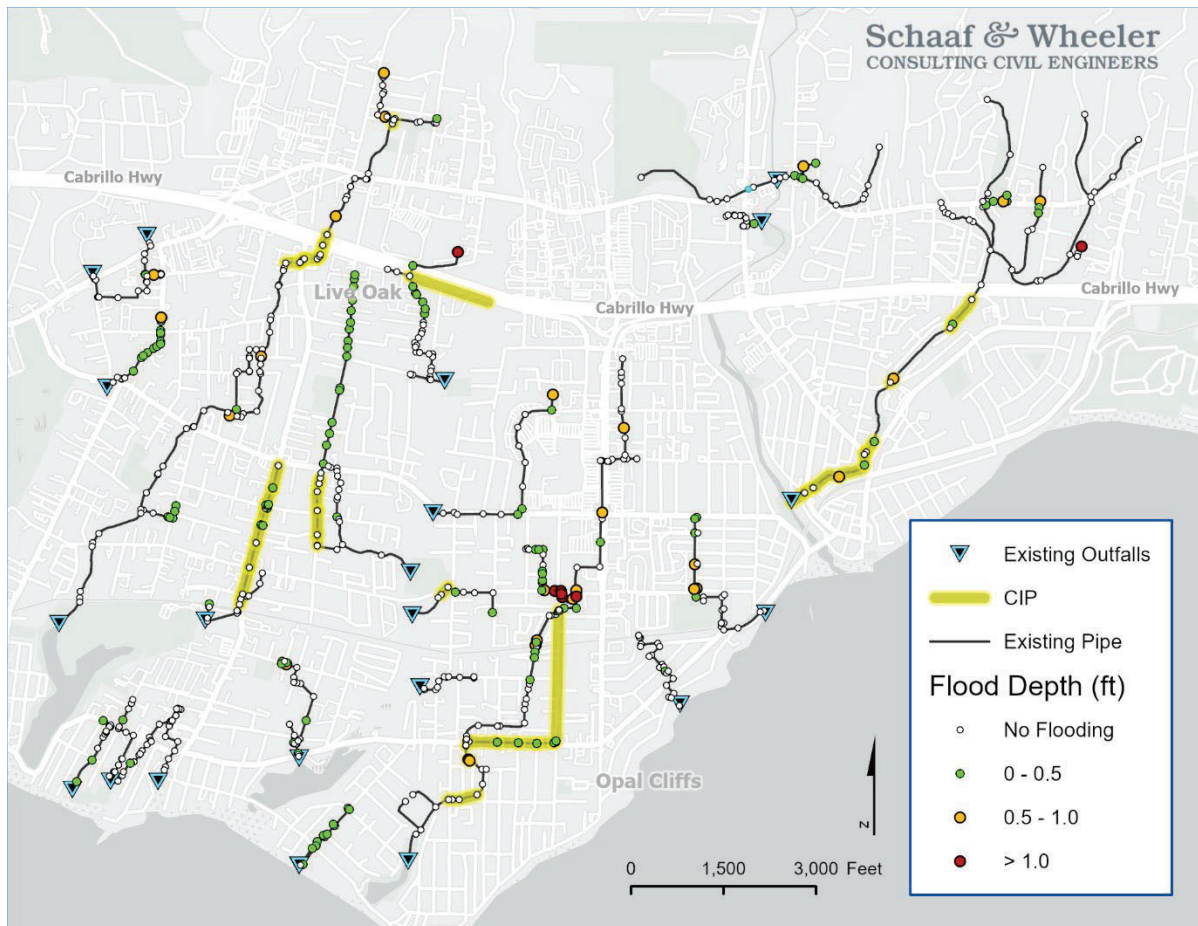 Schaaf & Wheeler
CONSULTING CIVIL ENGINEERS
Cabrillo Hwy
Live Oak
Cabrillo Hwy
Cabrillo Hwy
Opal Cliffs
Existing Outfalls
CIP
Existing Pipe
Flood Depth (ft)
No Flooding
0 - 0.5
0.5 - 1.0
> 1.0
N
0 1,500 3,000 Feet